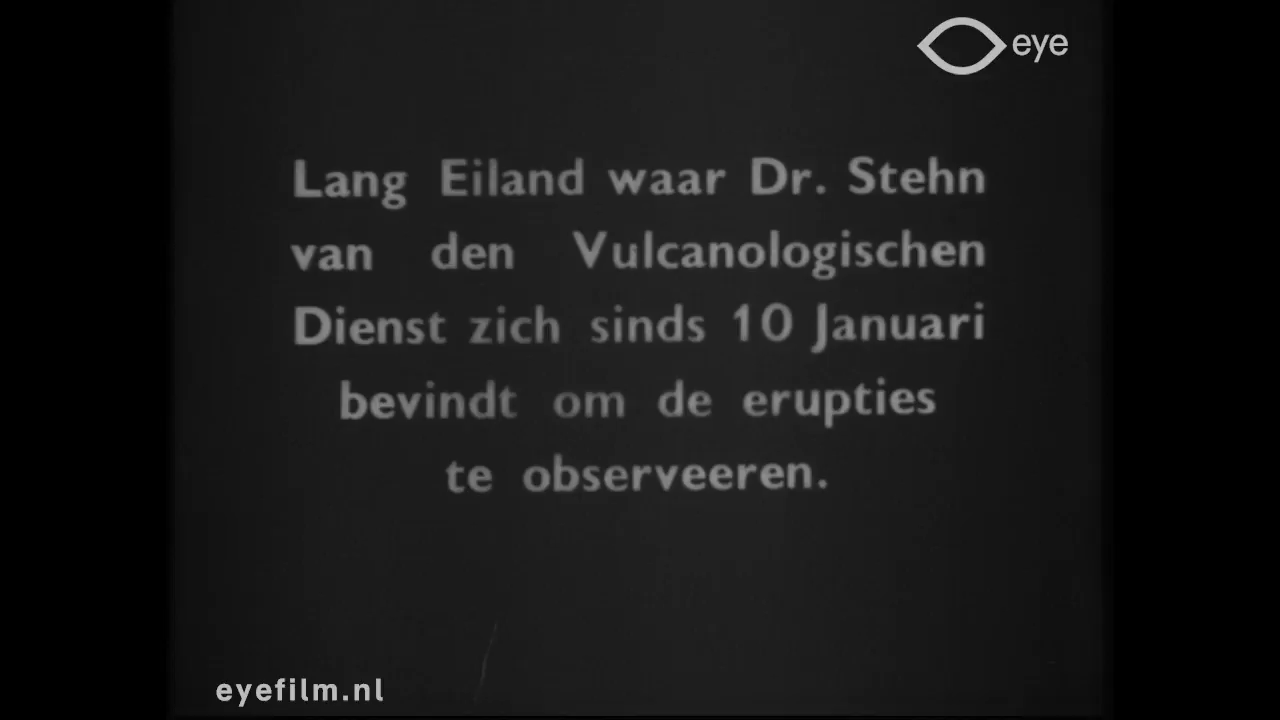 eye
Lang Eiland waar Dr. Stehn
van den Vulcanologischen
Dienst zich sinds 10 Januari
bevindt om de erupties
te observeeren.
eyefilm.nl